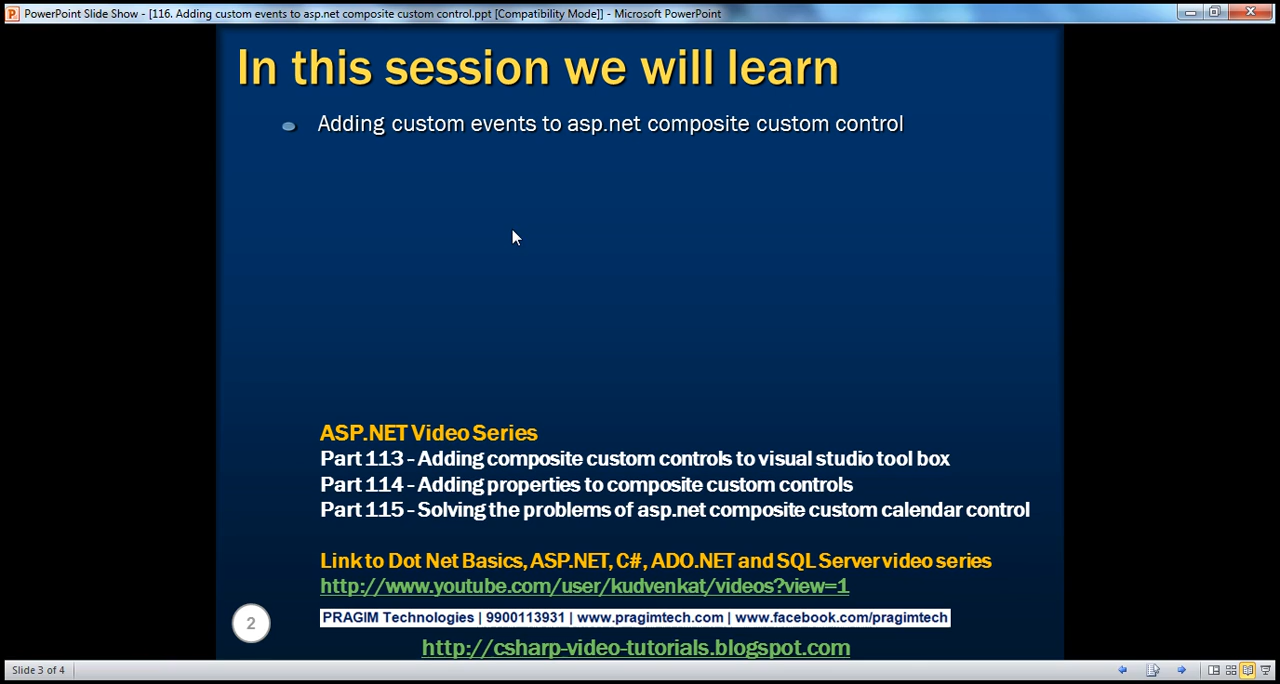 PowerPoint Slide Show - [116. Adding custom events to asp.net composite custom control.ppt [Compatibility Mode]] - Microsoft PowerPoint
In this session we will learn
Adding custom events to asp.net composite custom control
ASP.NET Video Series
Part 113 - Adding composite custom controls to visual studio tool box
Part 114 - Adding properties to composite custom controls
Part 115 - Solving the problems of asp.net composite custom calendar control
Link to Dot Net Basics, ASP.NET, C#, ADO.NET and SQL Server video series
http://www.youtube.com/user/kudvenkat/videos?view=1
2
PRAGIM Technologies | 9900113931 | www.pragimtech.com | www.facebook.com/pragimtech
http://csharp-video-tutorials.blogspot.com
Slide 3 of 4